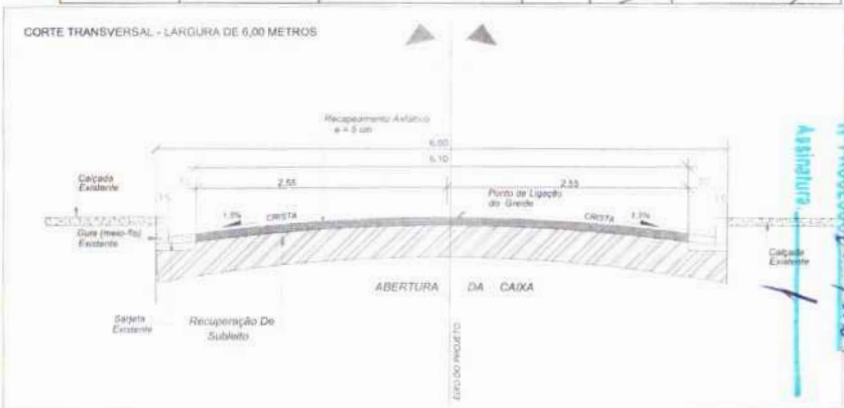 CORTE TRANSVERSAL - LARGURA DE 6,00 METROS
Recapeamento Asfáltico
e = 5 cm
6,00
5,10
2,55
2,55
Calçada
Existente
Ponto de Ligação
do Greide
1,5%
CRISTA
CRISTA
1,5%
Guia (meio-fio)
Existente
Calçada
Existente
ABERTURA DA CAIXA
Sarjeta
Existente
Recuperação De
Subleito
EIXO DO PROJETO
Assinatura